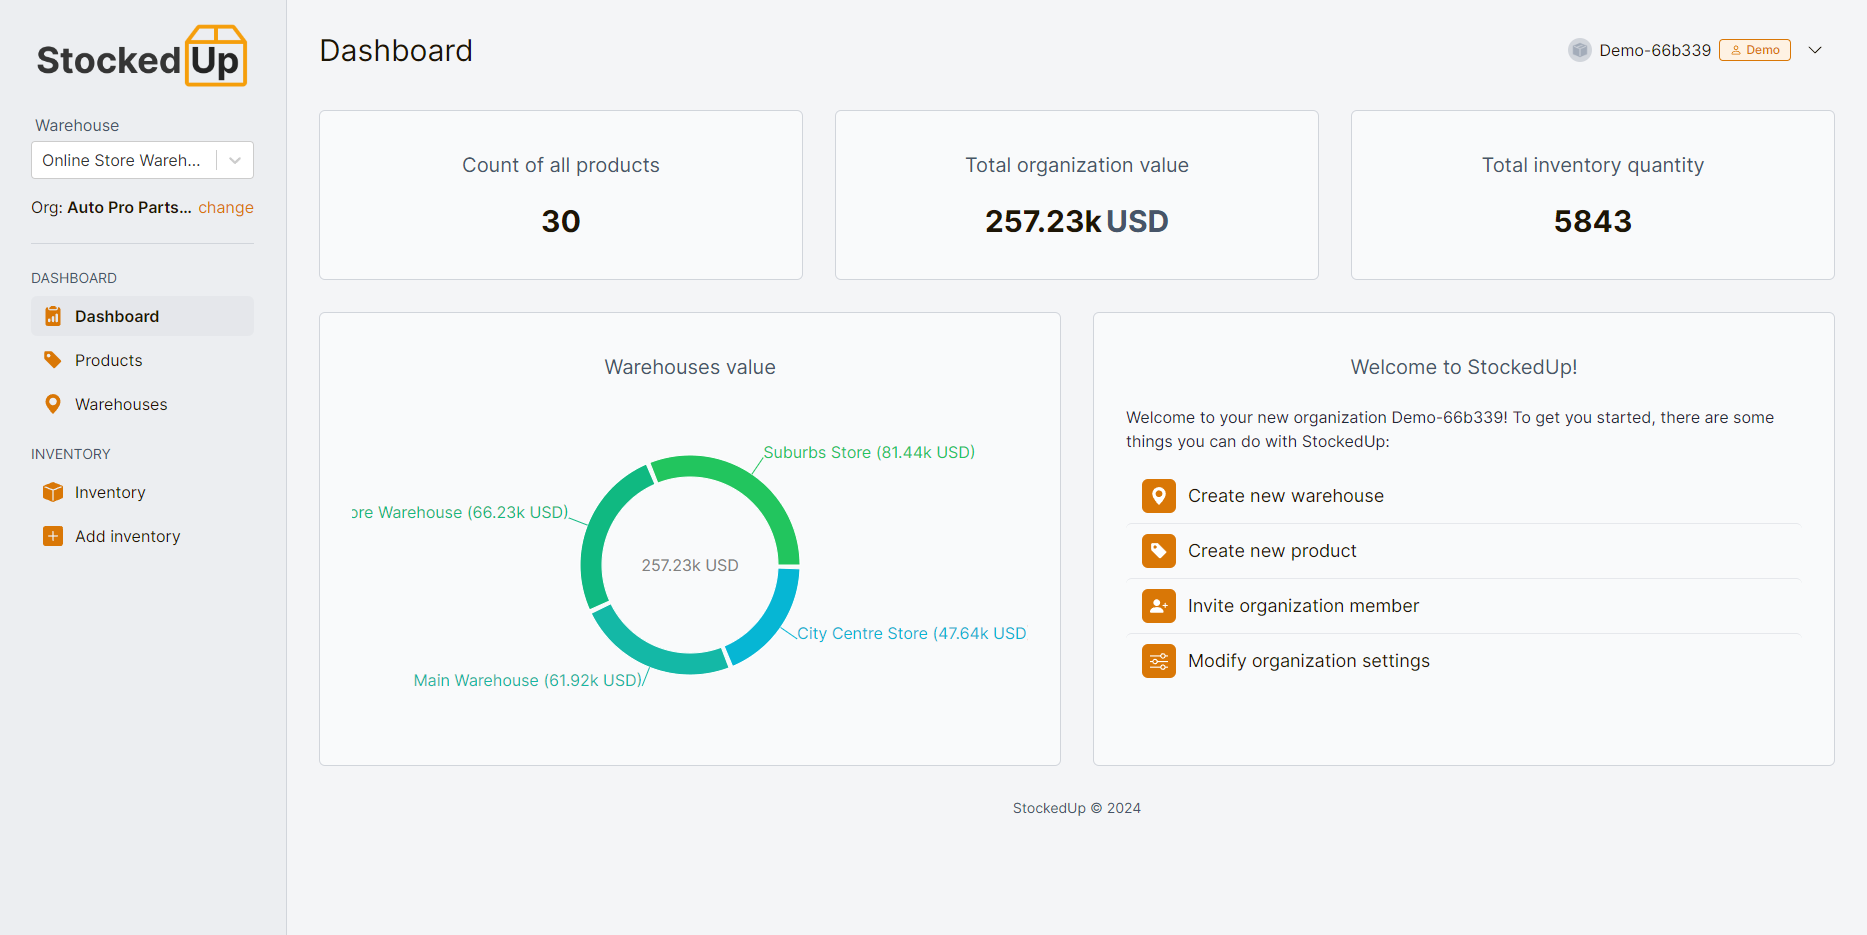 Stocked Up
Warehouse
Online Store Wareh...
Org: Auto Pro Parts... change
DASHBOARD
Dashboard
Products
Warehouses
INVENTORY
Inventory
Add inventory
Dashboard
Demo-66b339 Demo
Count of all products
30
Total organization value
257.23k USD
Total inventory quantity
5843
Warehouses value
Suburbs Store (81.44k USD)
ore Warehouse (66.23k USD)
257.23k USD
City Centre Store (47.64k USD
Main Warehouse (61.92k USD)
Welcome to StockedUp!
Welcome to your new organization Demo-66b339! To get you started, there are some
things you can do with StockedUp:
Create new warehouse
Create new product
Invite organization member
Modify organization settings
StockedUp © 2024